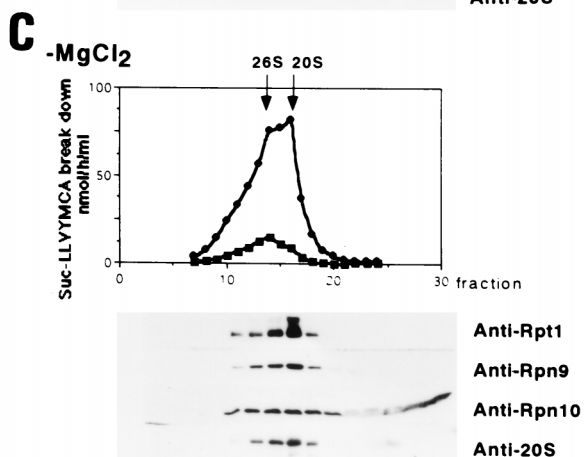 Anti-20S
C
-MgCl2
26S 20S
Suc-LLYYMCA break down
nmol/h/ml
100
50
0
0 10 20 30 fraction
Anti-Rpt1
Anti-Rpn9
Anti-Rpn10
Anti-20S